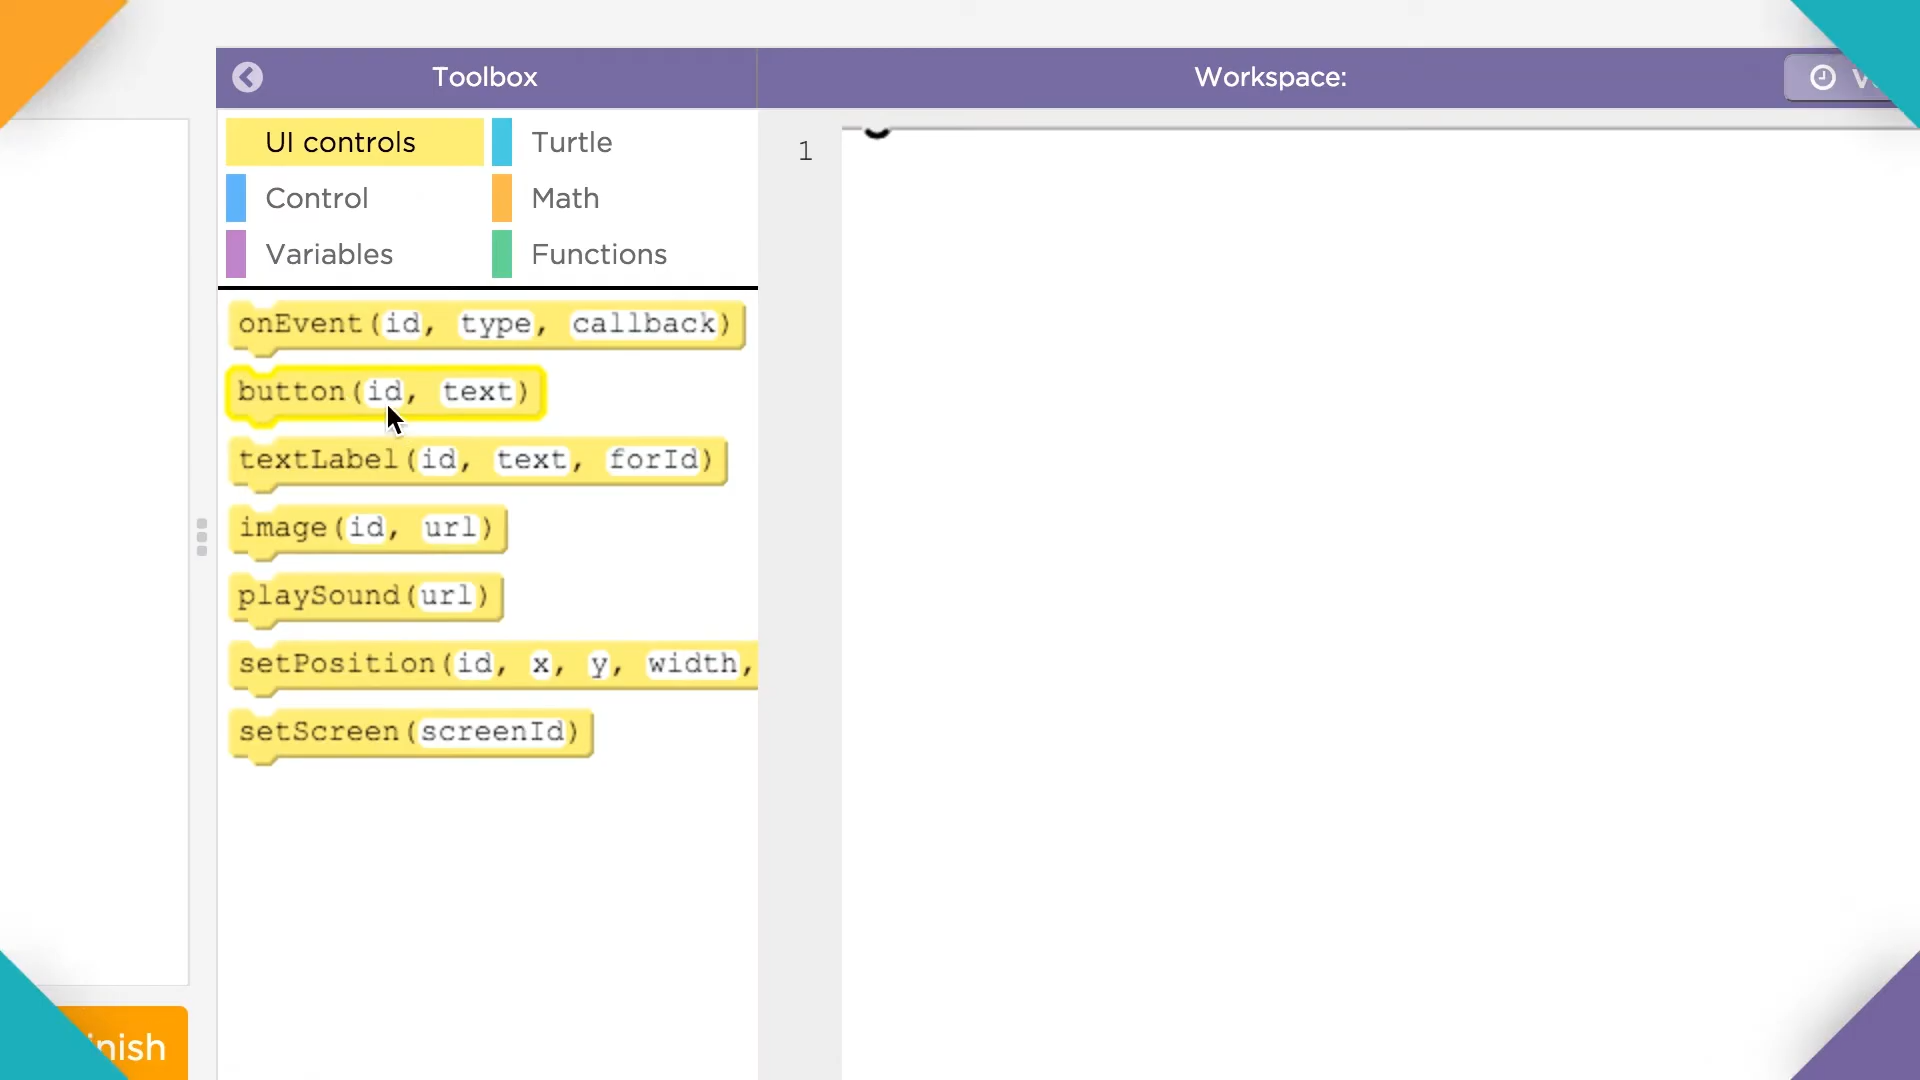 Toolbox
Workspace:
UI controls
Turtle
Control
Math
Variables
Functions
1
onEvent(id, type, callback)
button(id, text)
textLabel(id, text, forId)
image(id, url)
playSound(url)
setPosition(id, x, y, width,
setScreen(screenId)